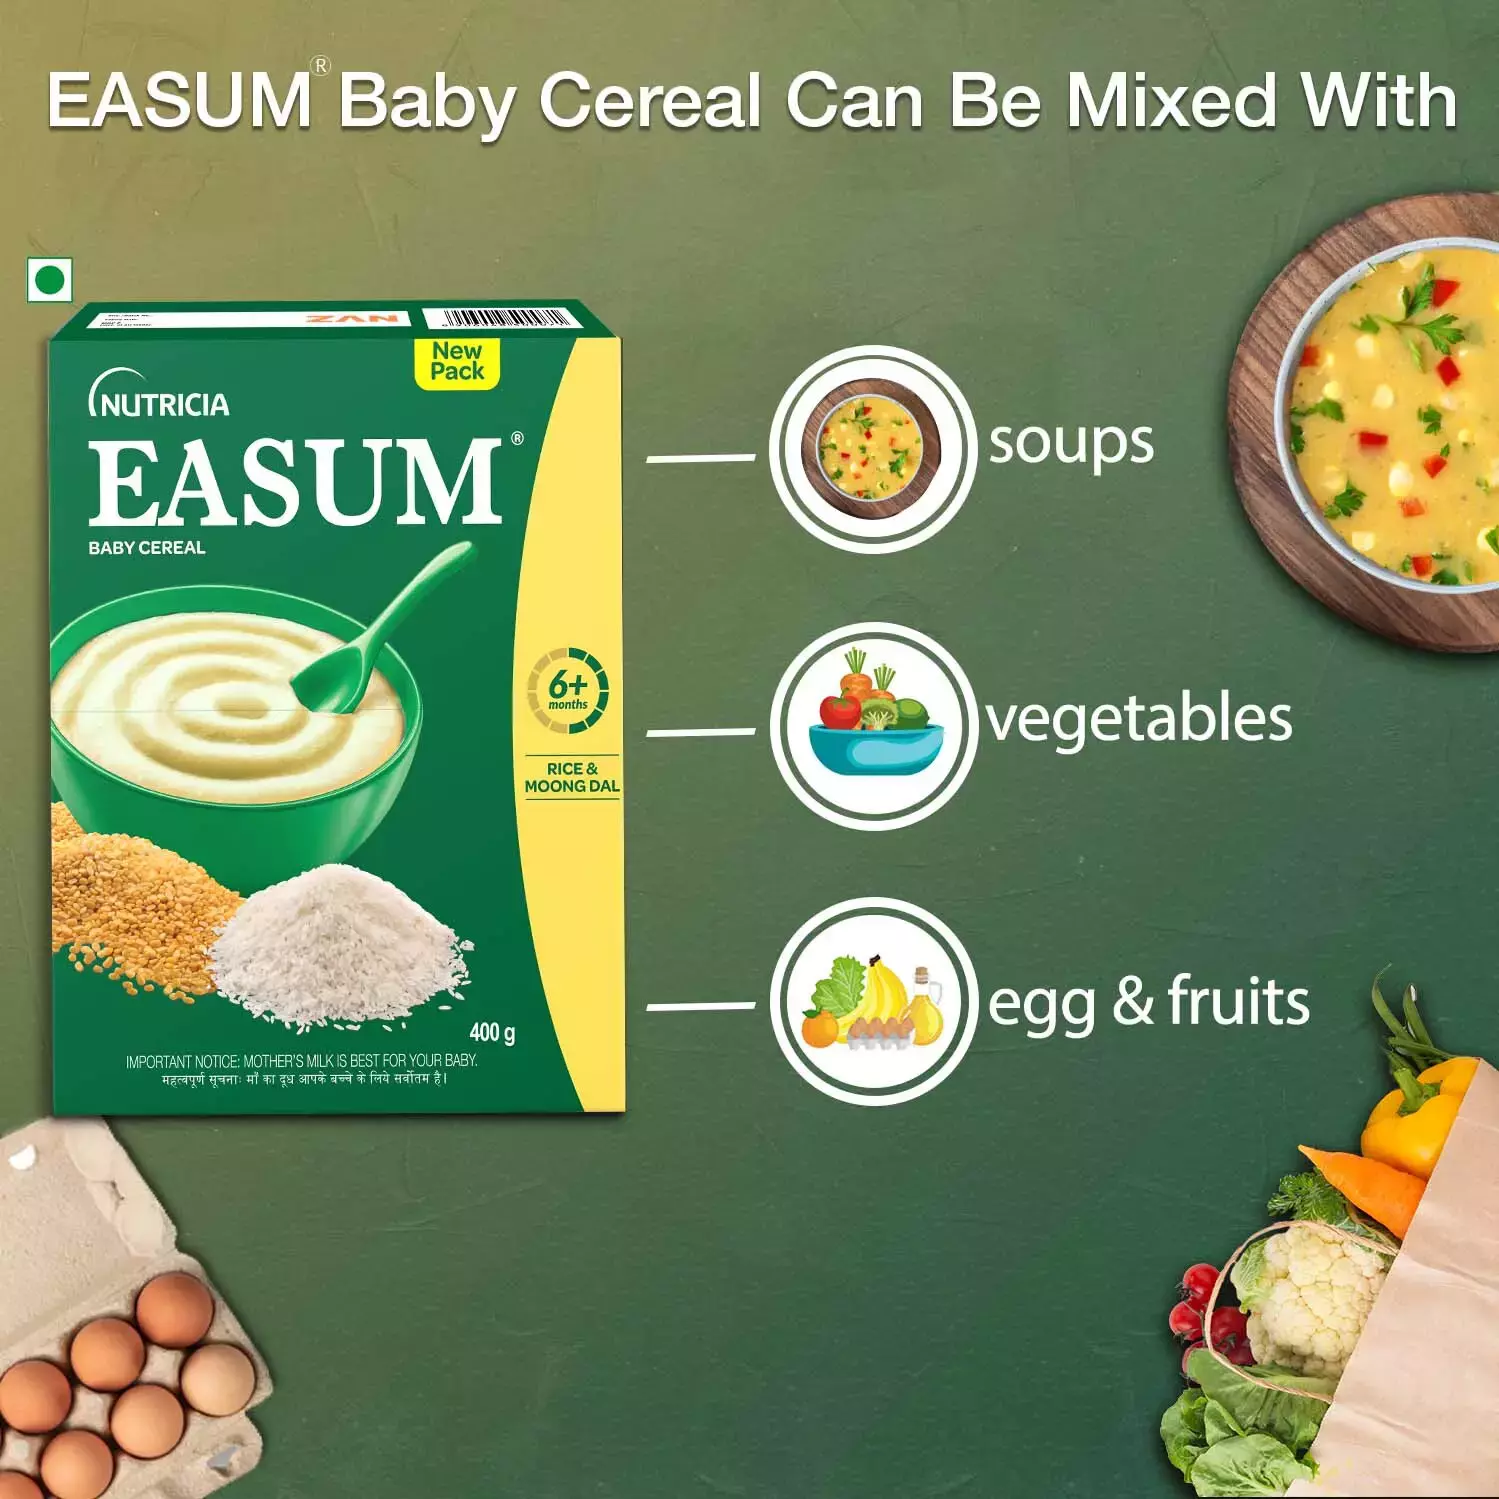 EASUM® Baby Cereal Can Be Mixed With
NAZ
New
Pack
NUTRICIA
EASUM®
BABY CEREAL
6+
months
RICE &
MOONG DAL
400 g
IMPORTANT NOTICE: MOTHER'S MILK IS BEST FOR YOUR BABY.
महत्वपूर्ण सूचनाः माँ का दूध आपके बच्चे के लिये सर्वोतम है।
soups
vegetables
egg & fruits